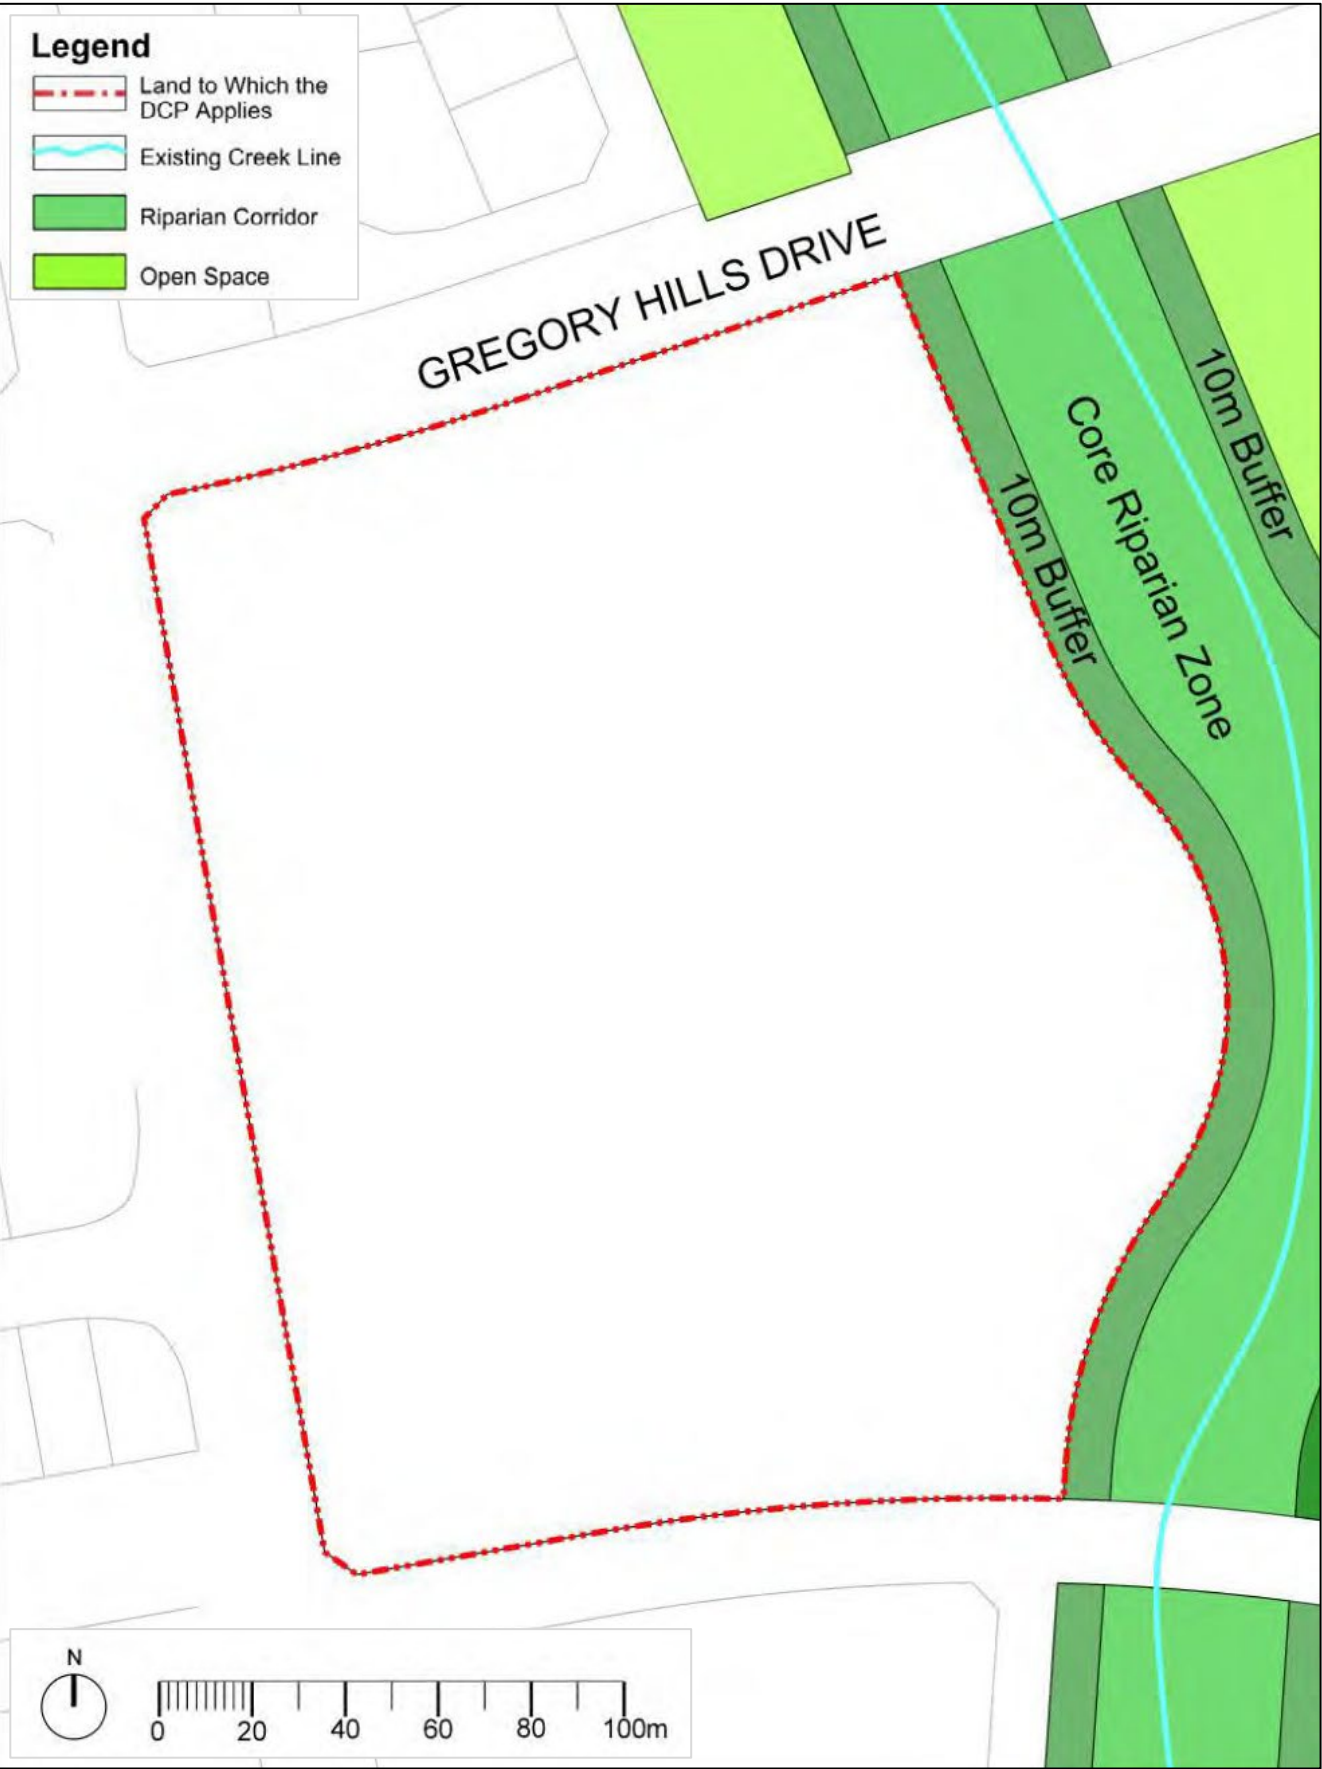 Legend
Land to Which the
DCP Applies
Existing Creek Line
Riparian Corridor
Open Space
GREGORY HILLS DRIVE
10m Buffer
Core Riparian Zone
10m Buffer
N
0 20 40 60 80 100m